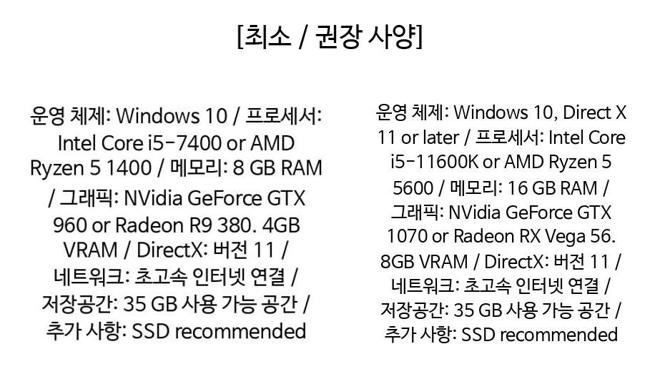 [최소 / 권장 사양]
운영 체제: Windows 10 / 프로세서:
Intel Core i5-7400 or AMD
Ryzen 5 1400 / 메모리: 8 GB RAM
/ 그래픽: NVidia GeForce GTX
960 or Radeon R9 380. 4GB
VRAM / DirectX: 버전 11 /
네트워크: 초고속 인터넷 연결 /
저장공간: 35 GB 사용 가능 공간 /
추가 사항: SSD recommended
운영 체제: Windows 10, Direct X
11 or later / 프로세서: Intel Core
i5-11600K or AMD Ryzen 5
5600 / 메모리: 16 GB RAM /
그래픽: NVidia GeForce GTX
1070 or Radeon RX Vega 56.
8GB VRAM / DirectX: 버전 11 /
네트워크: 초고속 인터넷 연결 /
저장공간: 35 GB 사용 가능 공간 /
추가 사항: SSD recommended